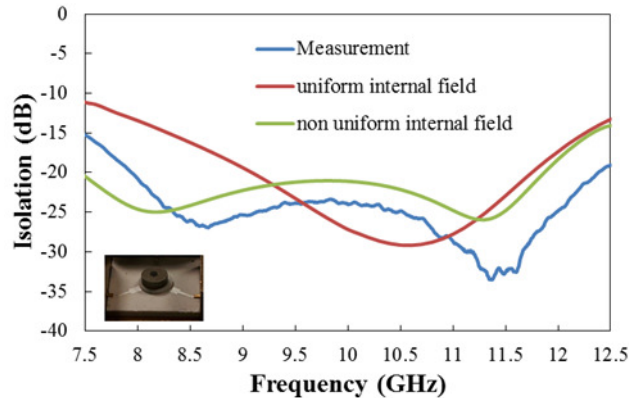 0
-5
-10
-15
-20
-25
-30
-35
-40
Isolation (dB)
Measurement
uniform internal field
non uniform internal field
7.5 8 8.5 9 9.5 10 10.5 11 11.5 12 12.5
Frequency (GHz)